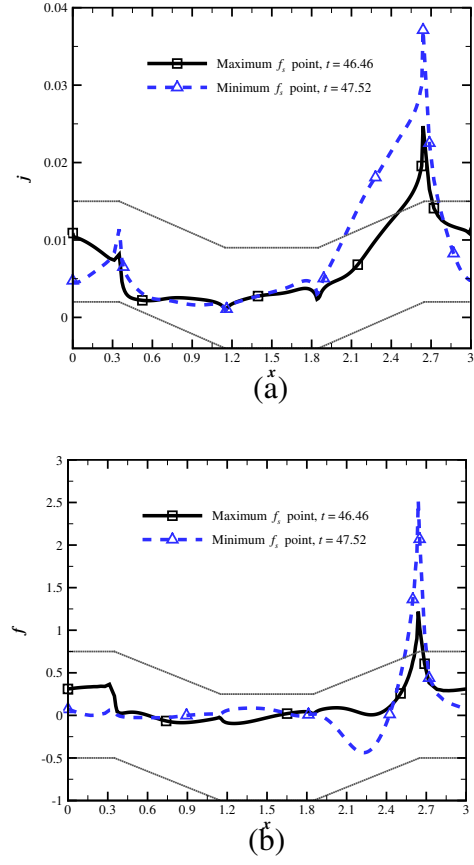 0.04
Maximum f_s point, t = 46.46
Minimum f_s point, t = 47.52
0.03
j
0.02
0.01
0
0 0.3 0.6 0.9 1.2 1.5 1.8 2.1 2.4 2.7 3
x
(a)
3
2.5
Maximum f_s point, t = 46.46
Minimum f_s point, t = 47.52
2
1.5
f
1
0.5
0
-0.5
-1
0 0.3 0.6 0.9 1.2 1.5 1.8 2.1 2.4 2.7 3
x
(b)